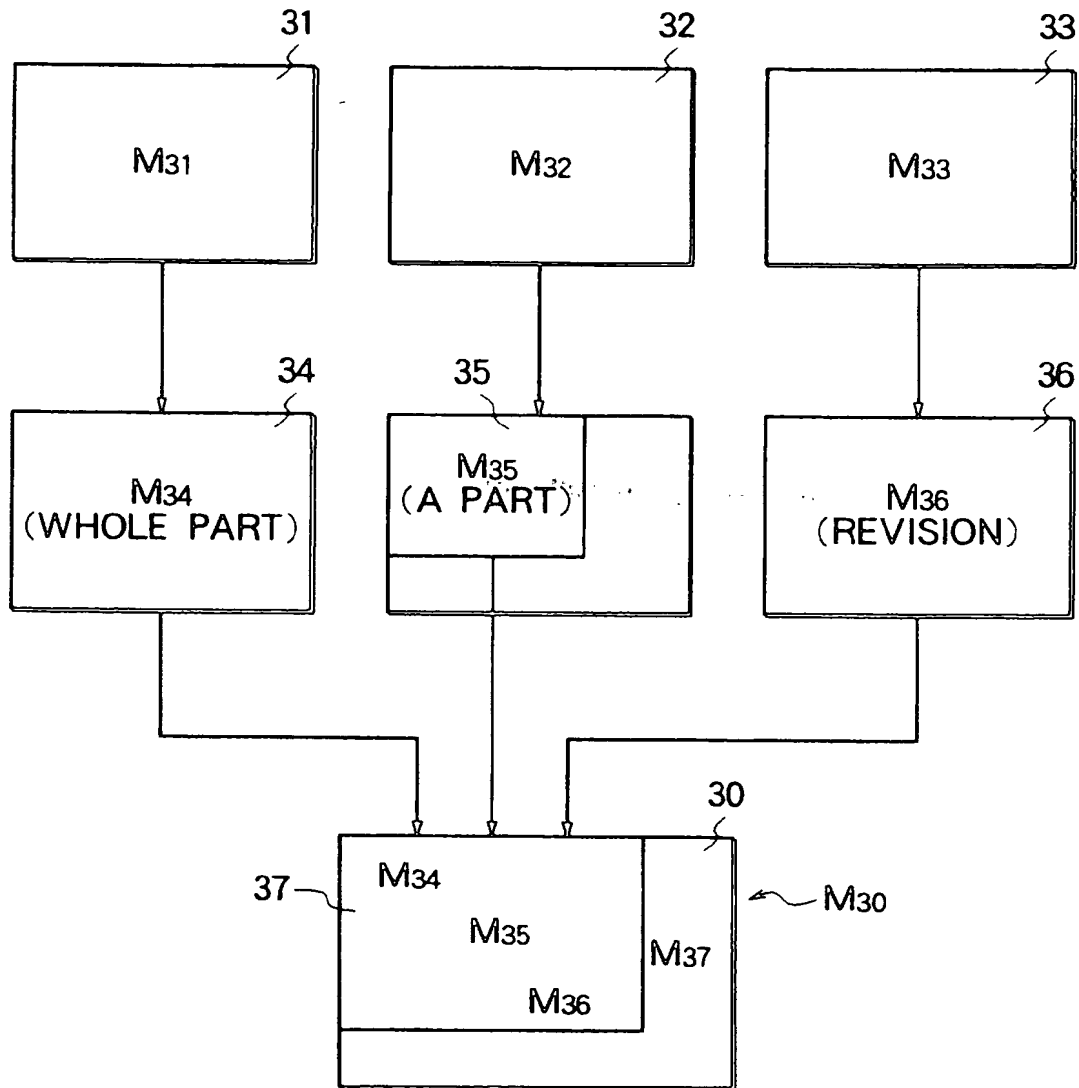 31
32
33
M31
M32
M33
34
35
36
M34
(WHOLE PART)
M35
(A PART)
M36
(REVISION)
30
37
M34
M30
M35
M37
M36